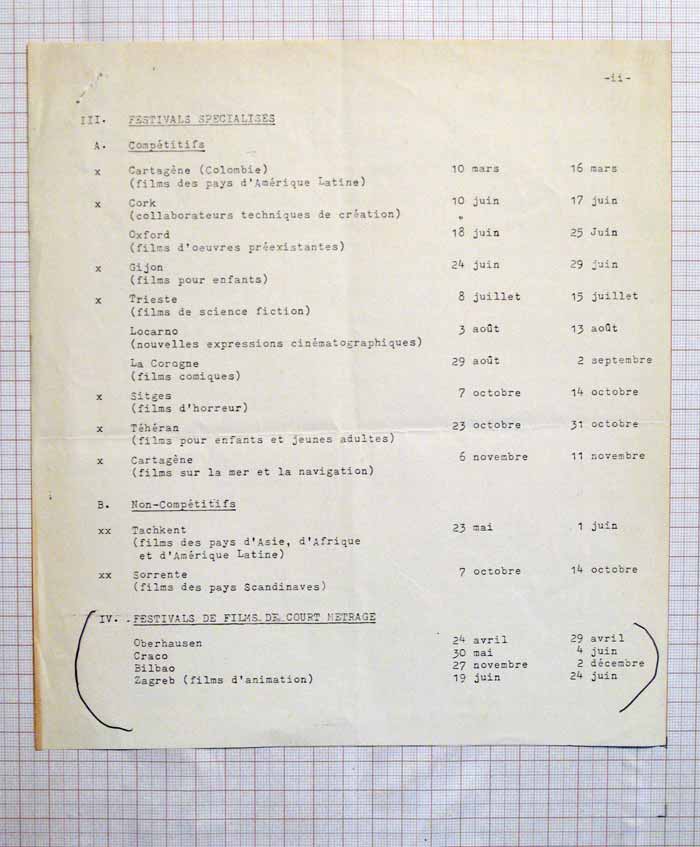 -ii-
III. FESTIVALS SPECIALISES
A. Compétitifs
x Cartagène (Colombie) 10 mars 16 mars
(films des pays d'Amérique Latine)
x Cork 10 juin 17 juin
(collaborateurs techniques de création)
Oxford 18 juin 25 Juin
(films d'oeuvres préexistantes)
x Gijon 24 juin 29 juin
(films pour enfants)
x Trieste 8 juillet 15 juillet
(films de science fiction)
Locarno 3 août 13 août
(nouvelles expressions cinématographiques)
La Corogne 29 août 2 septembre
(films comiques)
x Sitges 7 octobre 14 octobre
(films d'horreur)
x Téhéran 23 octobre 31 octobre
(films pour enfants et jeunes adultes)
x Cartagène 6 novembre 11 novembre
(films sur la mer et la navigation)
B. Non-Compétitifs
xx Tachkent 23 mai 1 juin
(films des pays d'Asie, d'Afrique
et d'Amérique Latine)
xx Sorrente 7 octobre 14 octobre
(films des pays Scandinaves)
IV. . FESTIVALS DE FILMS DE COURT METRAGE
Oberhausen 24 avril 29 avril
Craco 30 mai 4 juin
Bilbao 27 novembre 2 décembre
Zagreb (films d'animation) 19 juin 24 juin